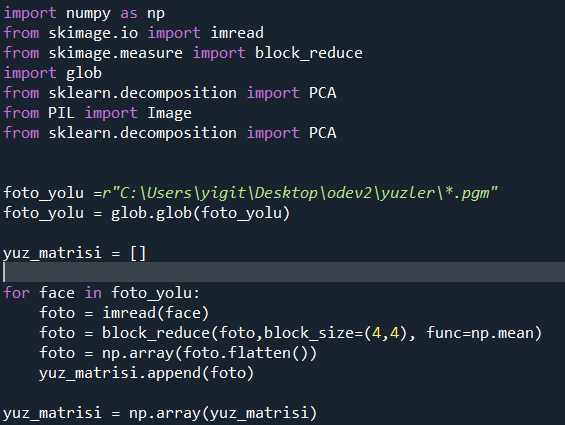 import numpy as np
from skimage.io import imread
from skimage.measure import block_reduce
import glob
from sklearn.decomposition import PCA
from PIL import Image
from sklearn.decomposition import PCA
foto_yolu =r"C:\Users\yigit\Desktop\odev2\yuzler\*.pgm"
foto_yolu = glob.glob(foto_yolu)
yuz_matrisi = []
for face in foto_yolu:
    foto = imread(face)
    foto = block_reduce(foto,block_size=(4,4), func=np.mean)
    foto = np.array(foto.flatten())
    yuz_matrisi.append(foto)
yuz_matrisi = np.array(yuz_matrisi)